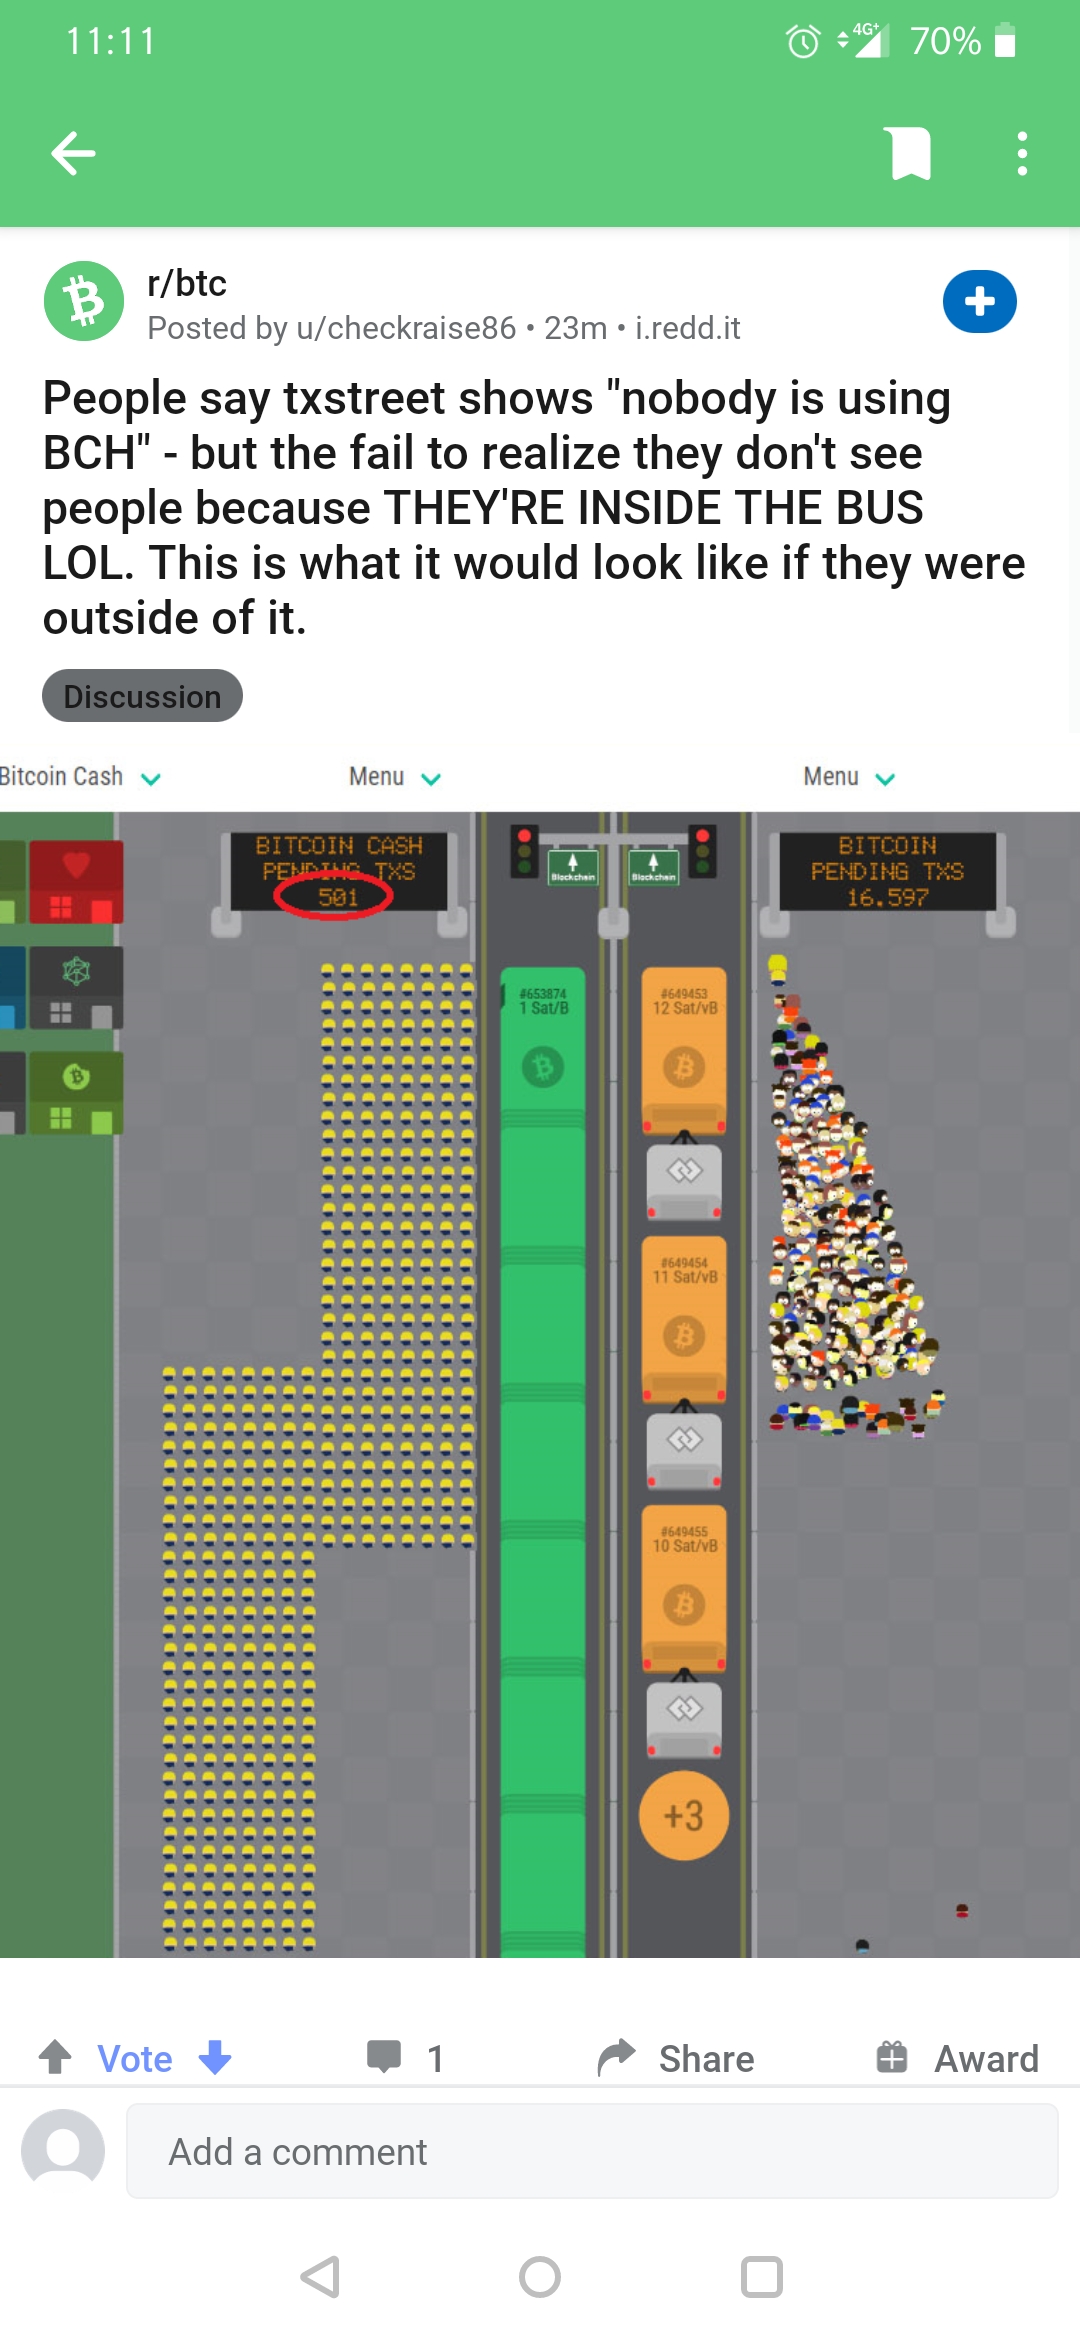 11:11
4G+ 70%
r/btc
Posted by u/checkraise86 • 23m • i.redd.it
People say txstreet shows "nobody is using
BCH" - but the fail to realize they don't see
people because THEY'RE INSIDE THE BUS
LOL. This is what it would look like if they were
outside of it.
Discussion
Bitcoin Cash Menu Menu
BITCOIN CASH
PENDING TXS
501
Blockchain Blockchain
BITCOIN
PENDING TXS
16.597
#653874
1 Sat/B
#649453
12 Sat/vB
#649454
11 Sat/vB
#649455
10 Sat/vB
+3
Vote 1 Share Award
Add a comment